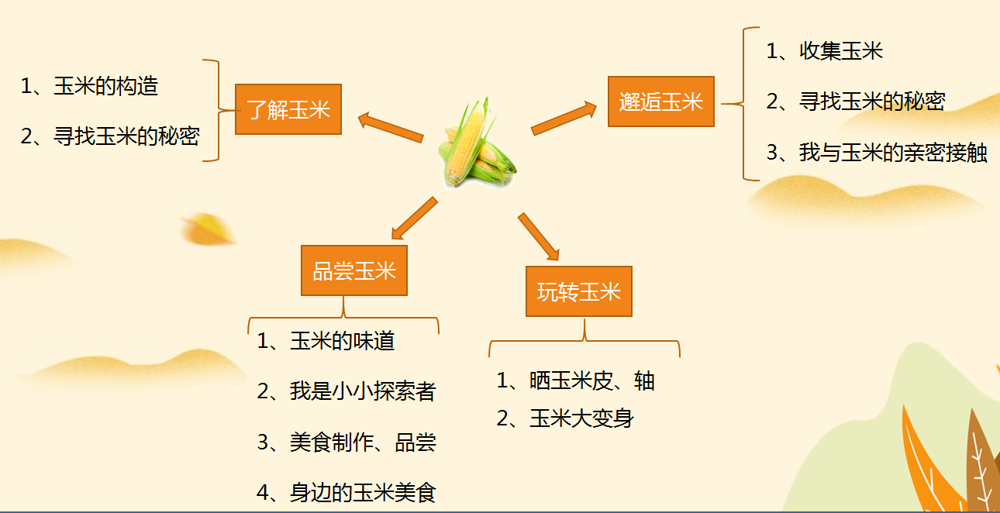 了解玉米
1、玉米的构造
2、寻找玉米的秘密
邂逅玉米
1、收集玉米
2、寻找玉米的秘密
3、我与玉米的亲密接触
品尝玉米
1、玉米的味道
2、我是小小探索者
3、美食制作、品尝
4、身边的玉米美食
玩转玉米
1、晒玉米皮、轴
2、玉米大变身